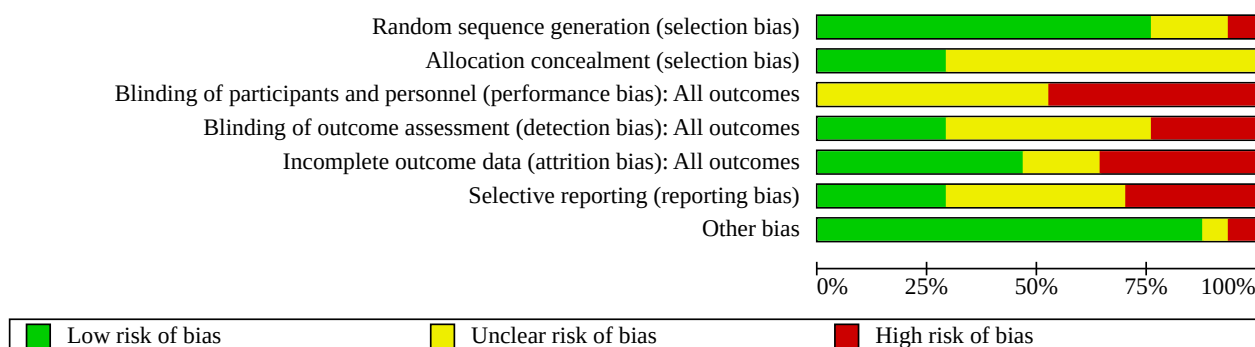 Random sequence generation (selection bias)
Allocation concealment (selection bias)
Blinding of participants and personnel (performance bias): All outcomes
Blinding of outcome assessment (detection bias): All outcomes
Incomplete outcome data (attrition bias): All outcomes
Selective reporting (reporting bias)
Other bias
0% 25% 50% 75% 100%
Low risk of bias Unclear risk of bias High risk of bias